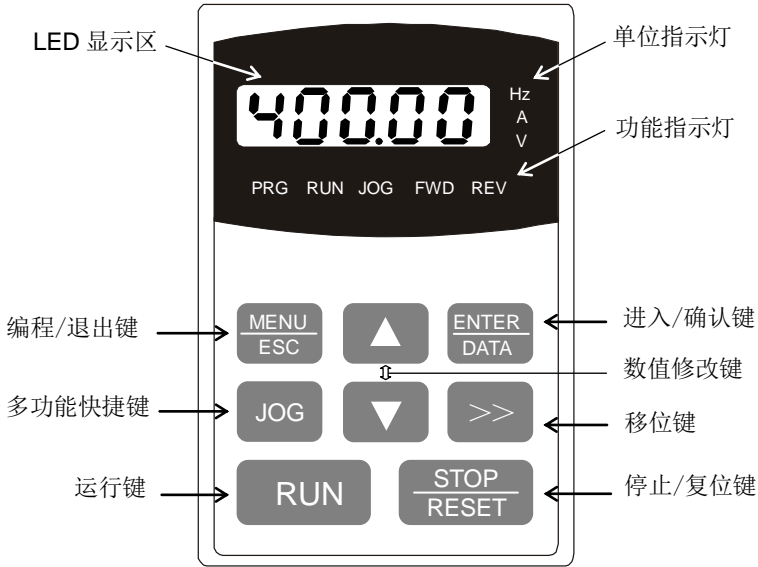 LED 显示区
单位指示灯
400.00
Hz
A
V
功能指示灯
PRG RUN JOG FWD REV
编程/退出键
MENU
ESC
ENTER
DATA
进入/确认键
数值修改键
多功能快捷键
JOG
>>
移位键
运行键
RUN
STOP
RESET
停止/复位键